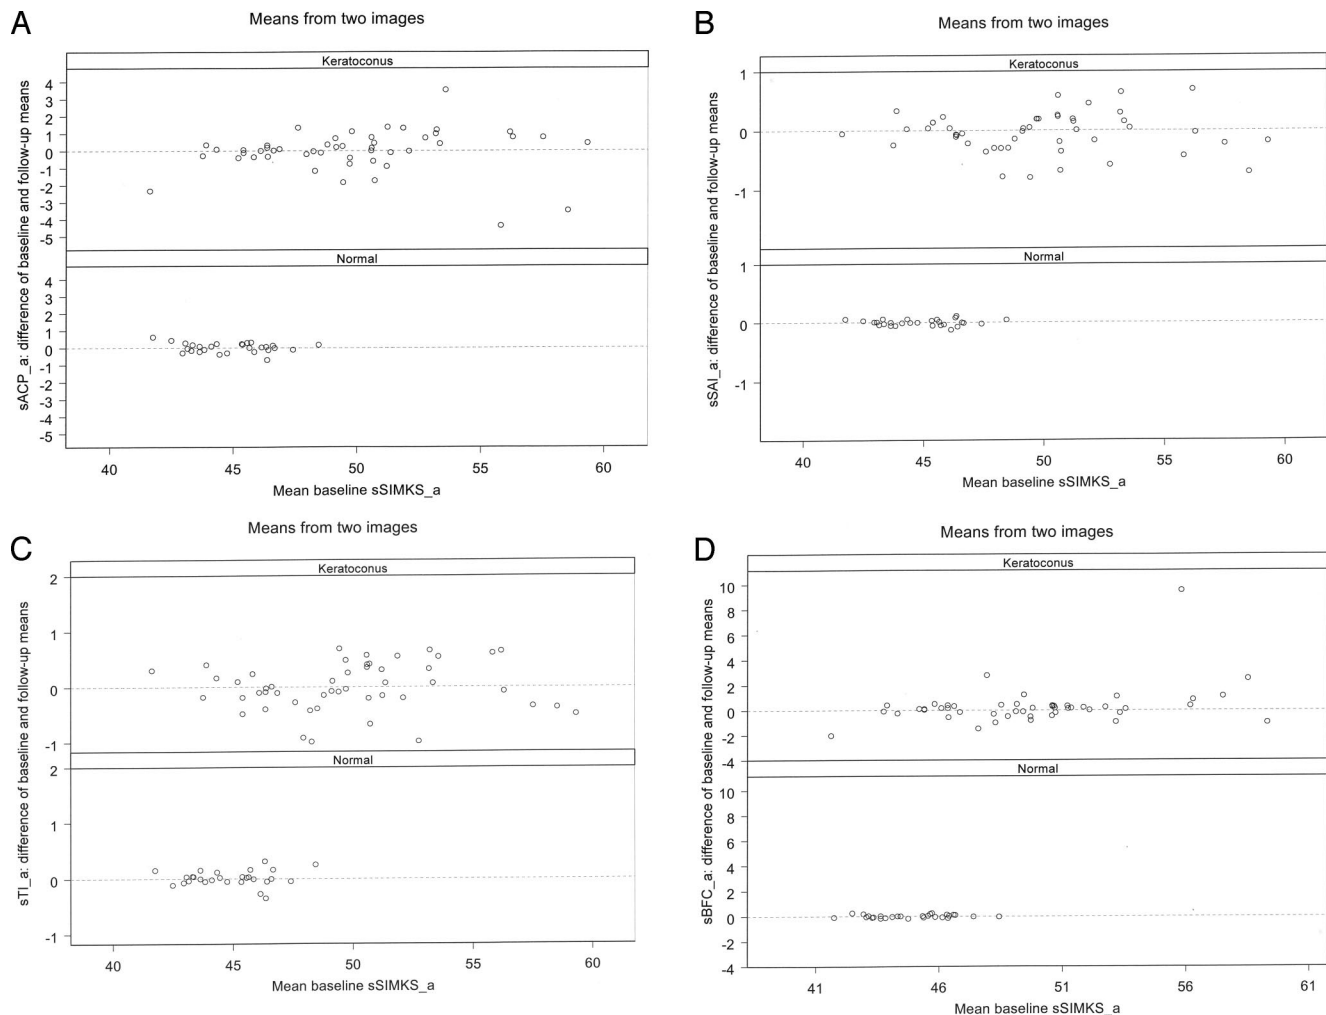 A
Means from two images
Keratoconus
4
3
2
1
0
-1
-2
-3
-4
-5
Normal
4
3
2
1
0
-1
-2
-3
-4
-5
sACP_a: difference of baseline and follow-up means
40 45 50 55 60
Mean baseline sSIMKS_a
B
Means from two images
Keratoconus
1
0
-1
Normal
1
0
-1
sSAI_a: difference of baseline and follow-up means
40 45 50 55 60
Mean baseline sSIMKS_a
C
Means from two images
Keratoconus
2
1
0
-1
Normal
2
1
0
-1
sTI_a: difference of baseline and follow-up means
40 45 50 55 60
Mean baseline sSIMKS_a
D
Means from two images
Keratoconus
10
8
6
4
2
0
-2
-4
Normal
10
8
6
4
2
0
-2
-4
sBFC_a: difference of baseline and follow-up means
41 46 51 56 61
Mean baseline sSIMKS_a